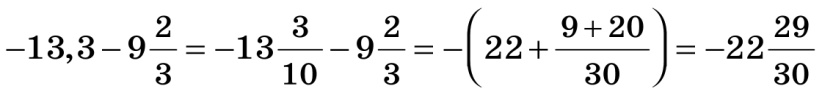 −13,3 − 9 2/3 = −13 3/10 − 9 2/3 = −(22 + (9+20)/30) = −22 29/30